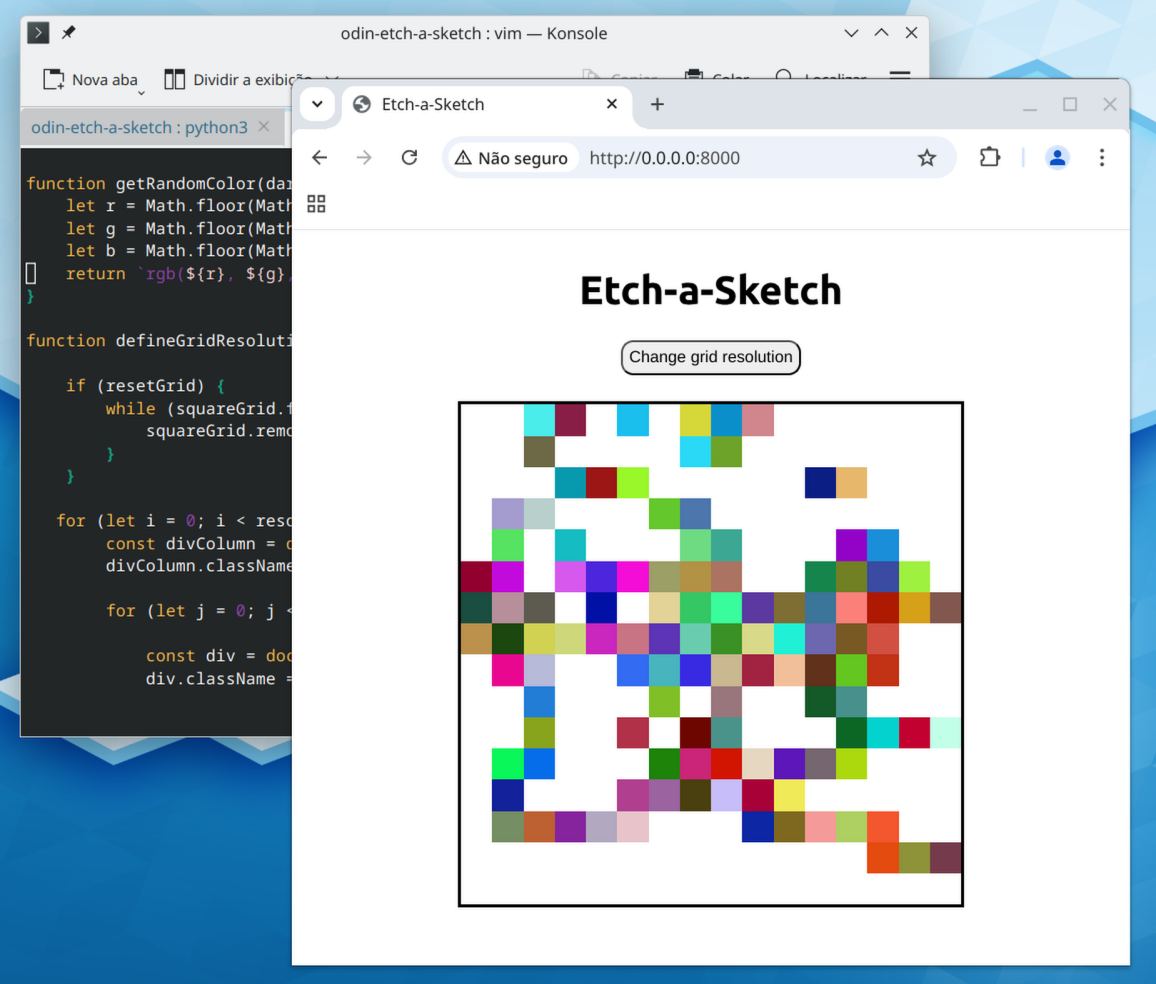 odin-etch-a-sketch : vim — Konsole
Nova aba
Dividir a exibição
Copiar
Colar
Localizar
odin-etch-a-sketch : python3
function getRandomColor(dar
let r = Math.floor(Math
let g = Math.floor(Math
let b = Math.floor(Math
return `rgb(${r}, ${g},
}
function defineGridResoluti
if (resetGrid) {
while (squareGrid.f
squareGrid.remo
}
}
for (let i = 0; i < reso
const divColumn = d
divColumn.className
for (let j = 0; j <
const div = doc
div.className =
Etch-a-Sketch
Não seguro
http://0.0.0.0:8000
Etch-a-Sketch
Change grid resolution